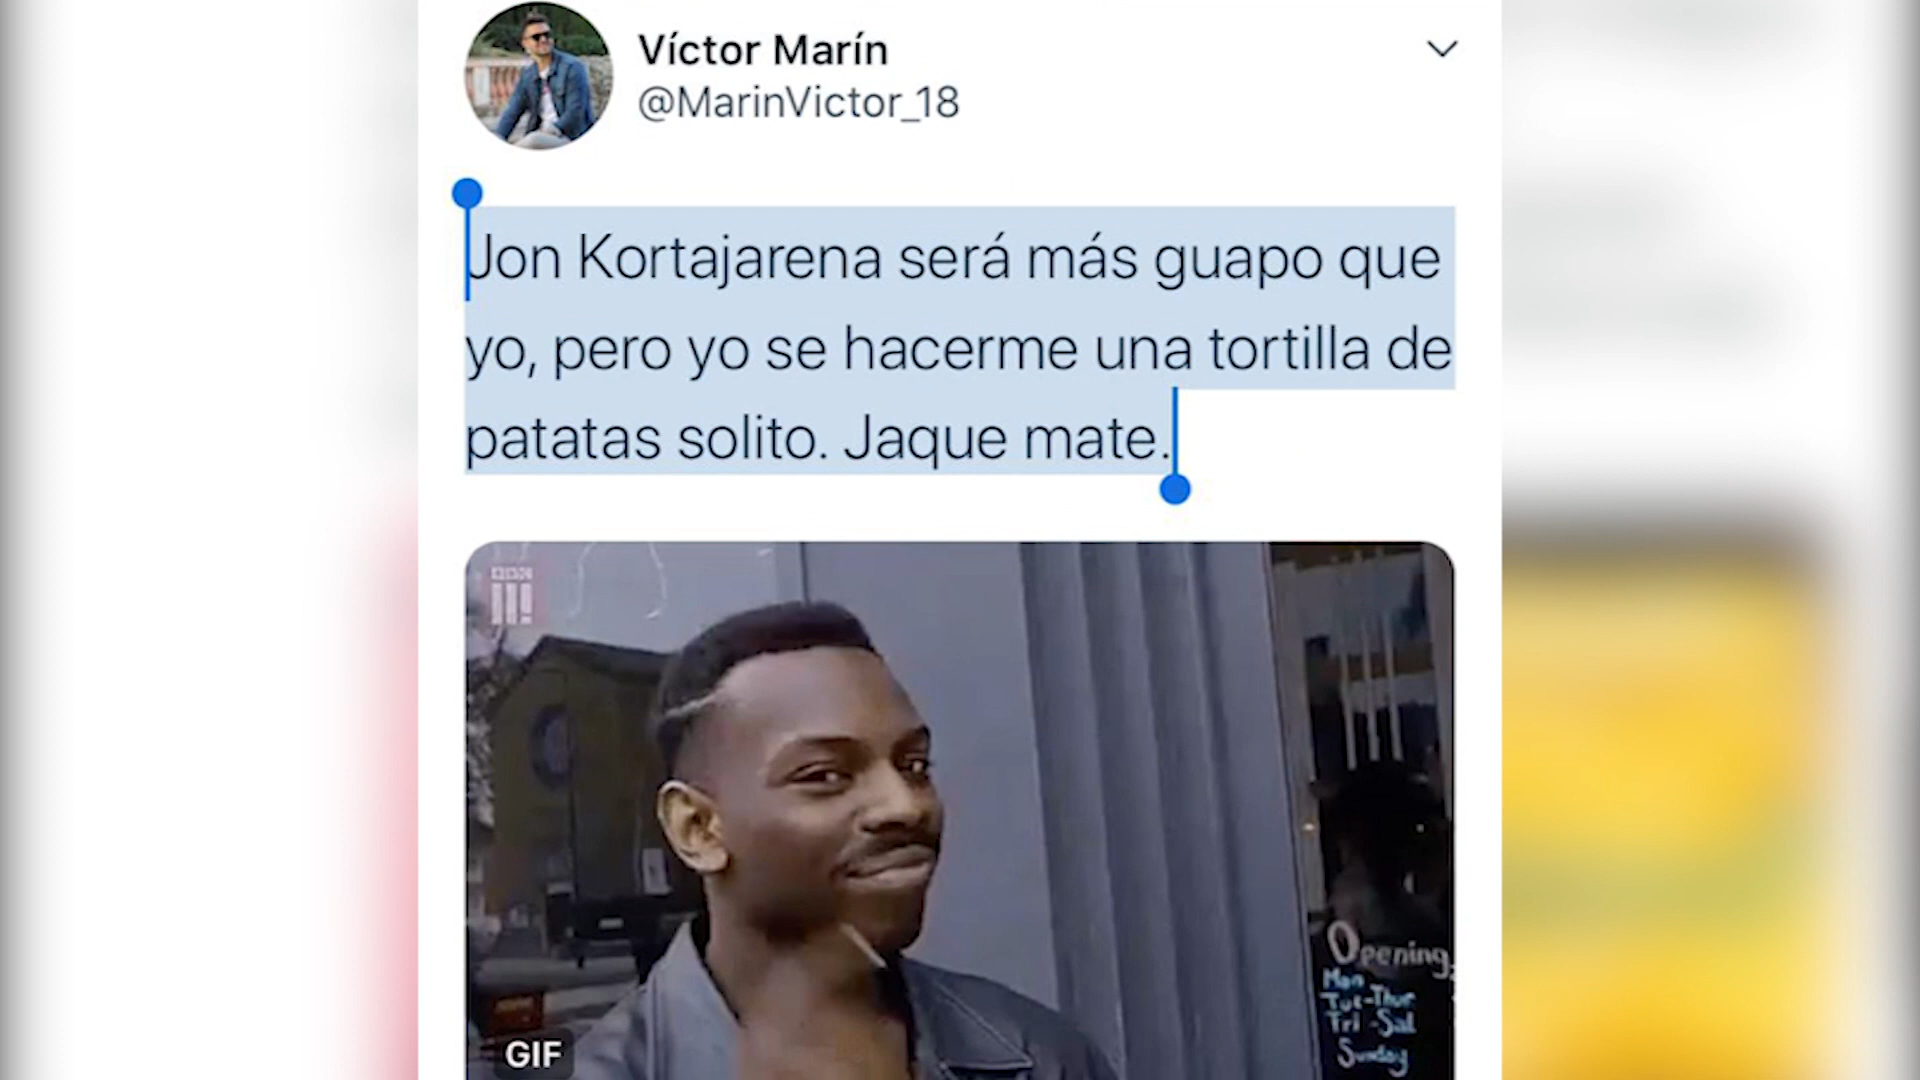 Víctor Marín
@MarinVictor_18
Jon Kortajarena será más guapo que
yo, pero yo se hacerme una tortilla de
patatas solito. Jaque mate.
Opening
Mon
Tue-Thur
Fri -Sat
Sunday
GIF